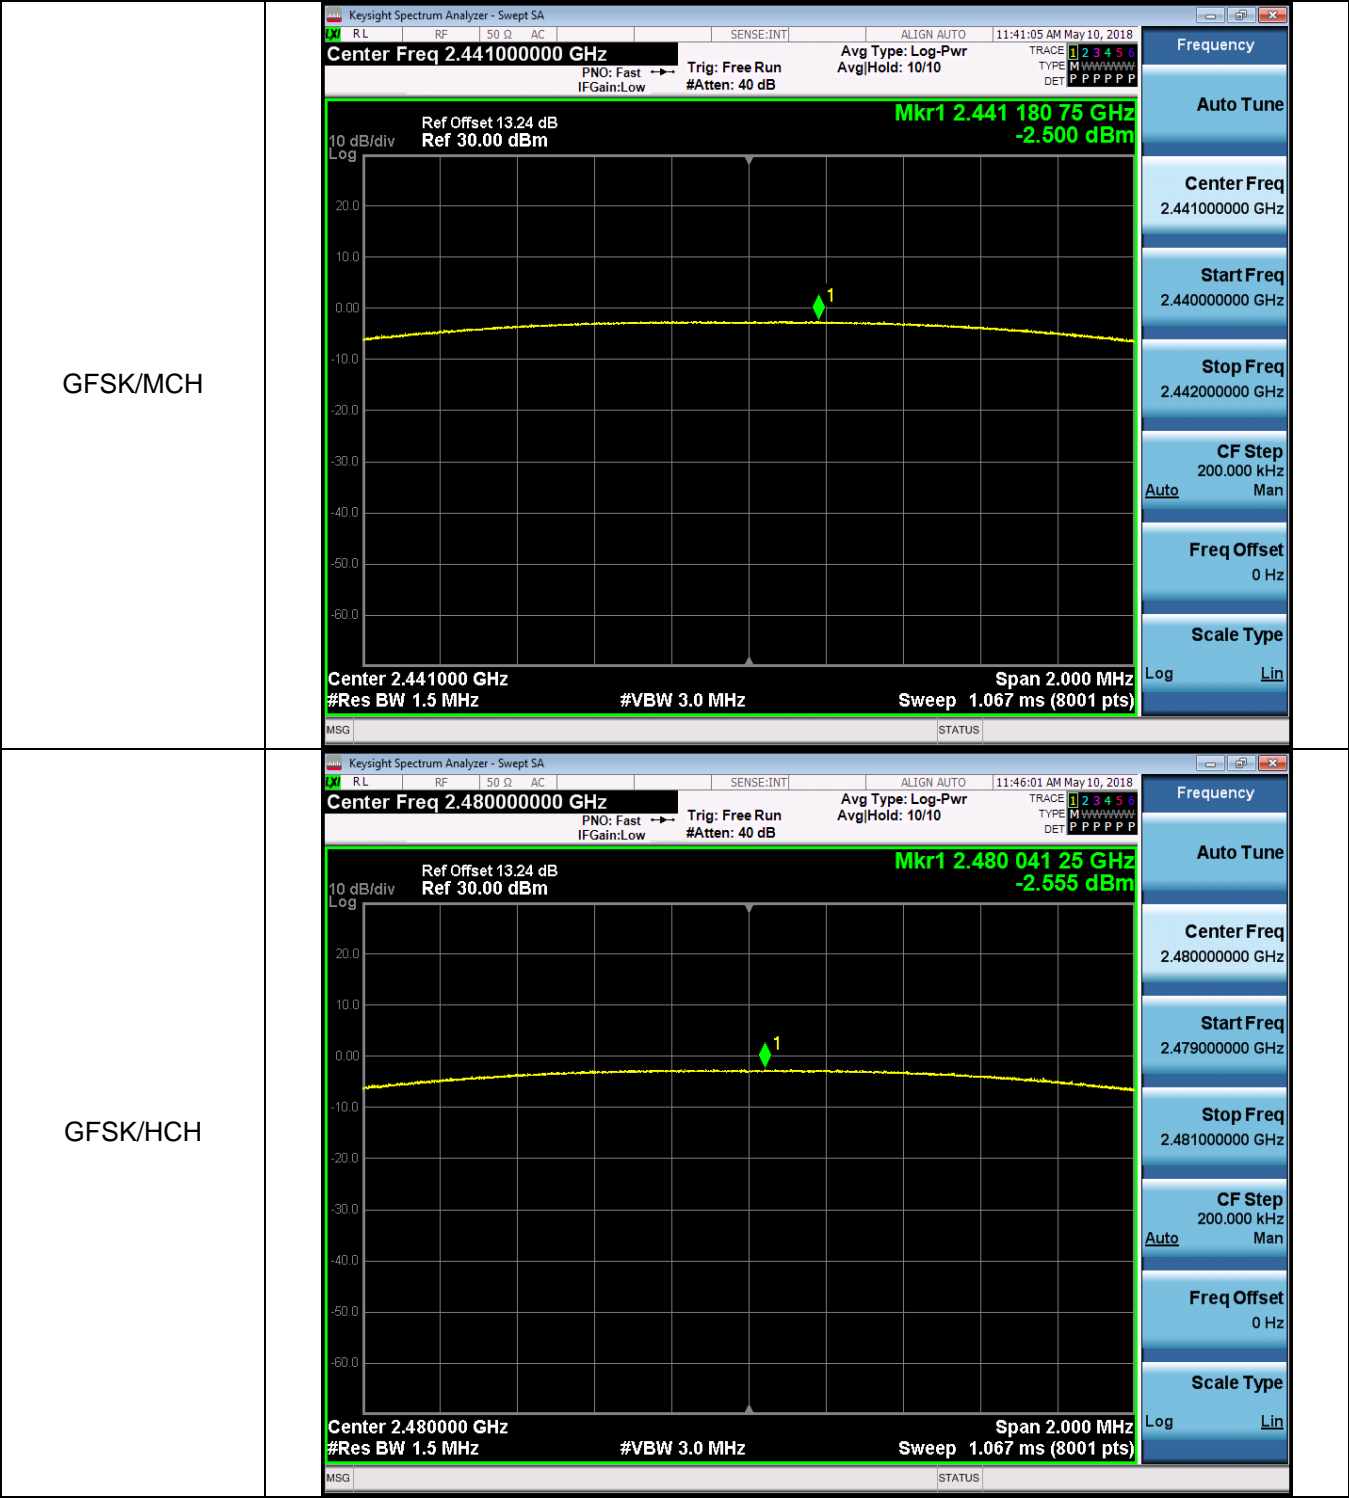 GFSK/MCH
Keysight Spectrum Analyzer - Swept SA
LXI RL RF 50 Ω AC SENSE:INT ALIGN AUTO 11:41:05 AM May 10, 2018
Center Freq 2.441000000 GHz
PNO: Fast
IFGain:Low
Trig: Free Run
#Atten: 40 dB
Avg Type: Log-Pwr
Avg|Hold: 10/10
TRACE 1 2 3 4 5 6
TYPE M WWWWW
DET P P P P P P
Mkr1 2.441 180 75 GHz
-2.500 dBm
Ref Offset 13.24 dB
10 dB/div Ref 30.00 dBm
Log
20.0
10.0
0.00
-10.0
-20.0
-30.0
-40.0
-50.0
-60.0
1
Center 2.441000 GHz Span 2.000 MHz
#Res BW 1.5 MHz #VBW 3.0 MHz Sweep 1.067 ms (8001 pts)
MSG STATUS
Frequency
Auto Tune
Center Freq
2.441000000 GHz
Start Freq
2.440000000 GHz
Stop Freq
2.442000000 GHz
CF Step
200.000 kHz
Auto Man
Freq Offset
0 Hz
Scale Type
Log Lin
GFSK/HCH
Keysight Spectrum Analyzer - Swept SA
LXI RL RF 50 Ω AC SENSE:INT ALIGN AUTO 11:46:01 AM May 10, 2018
Center Freq 2.480000000 GHz
PNO: Fast
IFGain:Low
Trig: Free Run
#Atten: 40 dB
Avg Type: Log-Pwr
Avg|Hold: 10/10
TRACE 1 2 3 4 5 6
TYPE M WWWWW
DET P P P P P P
Mkr1 2.480 041 25 GHz
-2.555 dBm
Ref Offset 13.24 dB
10 dB/div Ref 30.00 dBm
Log
20.0
10.0
0.00
-10.0
-20.0
-30.0
-40.0
-50.0
-60.0
1
Center 2.480000 GHz Span 2.000 MHz
#Res BW 1.5 MHz #VBW 3.0 MHz Sweep 1.067 ms (8001 pts)
MSG STATUS
Frequency
Auto Tune
Center Freq
2.480000000 GHz
Start Freq
2.479000000 GHz
Stop Freq
2.481000000 GHz
CF Step
200.000 kHz
Auto Man
Freq Offset
0 Hz
Scale Type
Log Lin